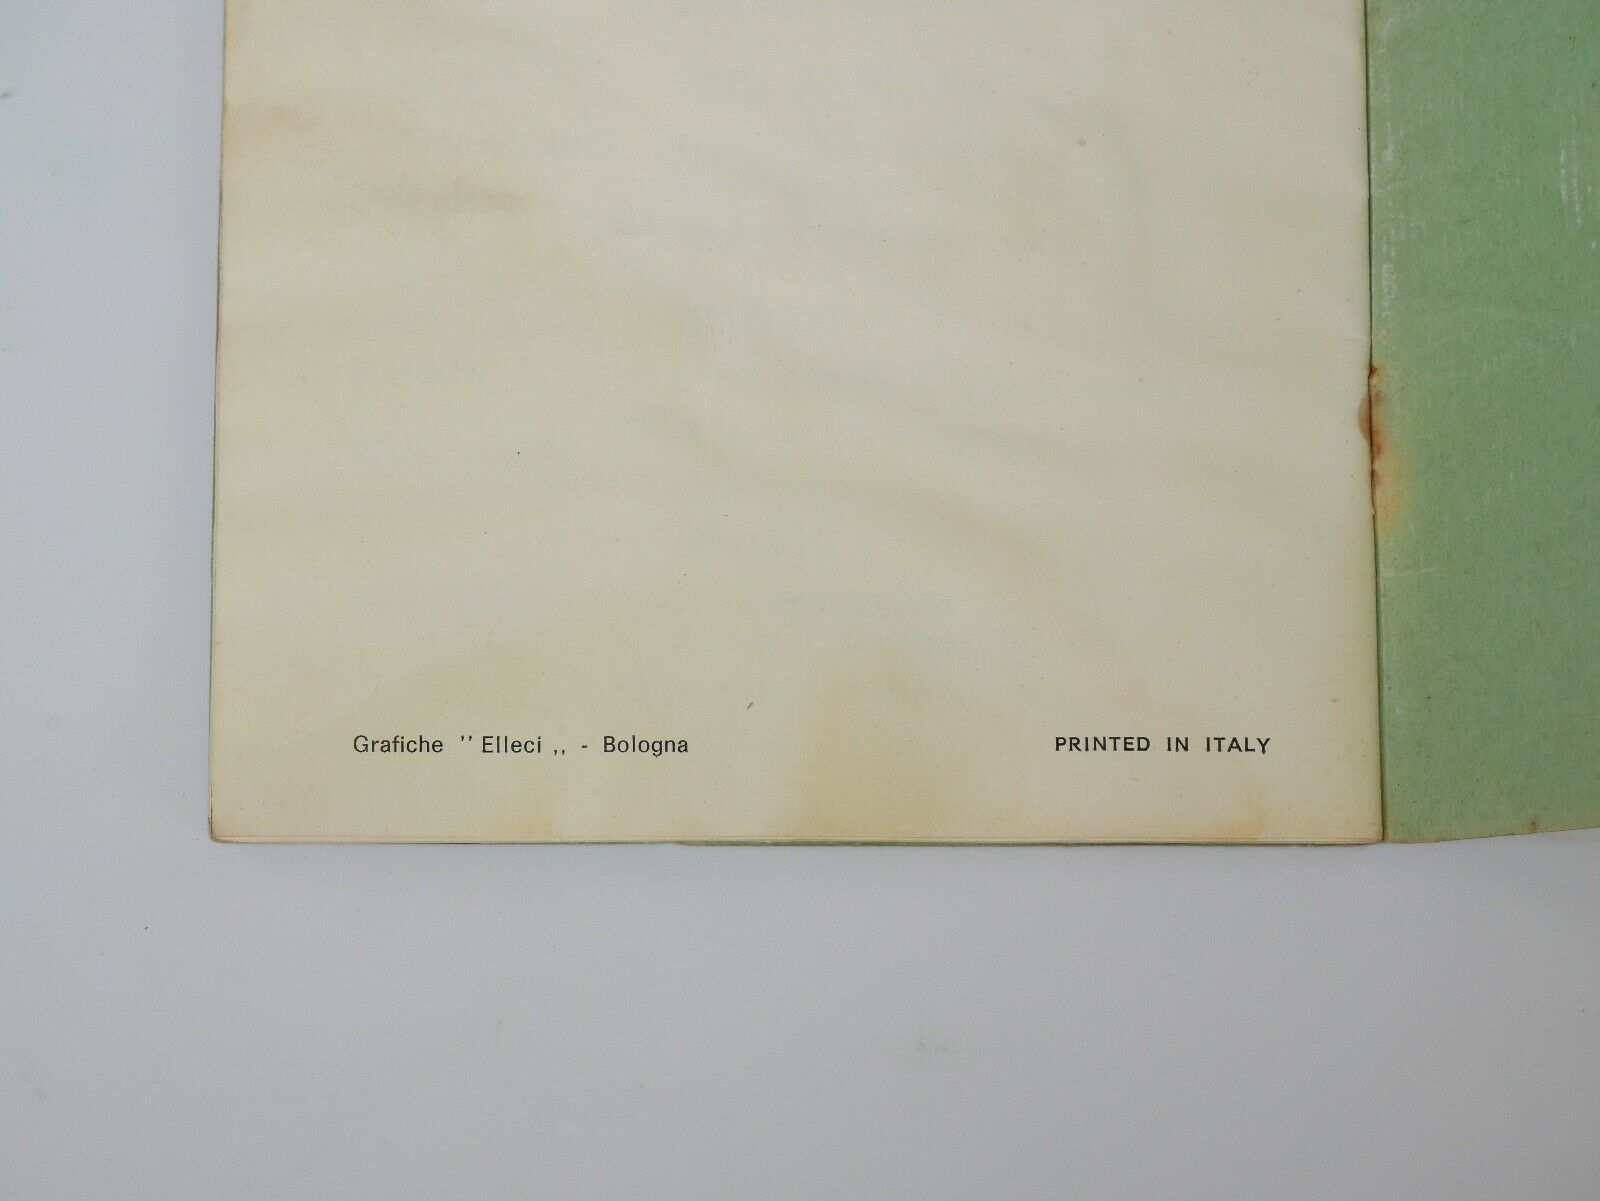 Grafiche " Elleci „ - Bologna
PRINTED IN ITALY